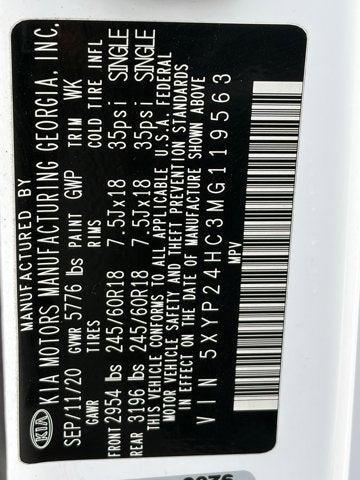 MANUFACTURED BY
KIA KIA MOTORS MANUFACTURING GEORGIA, INC.
SEP/11/20 GVWR 5776 lbs PAINT GWP TRIM WK
GAWR TIRES RIMS COLD TIRE INFL
FRONT 2954 lbs 245/60R18 7.5Jx18 35psi SINGLE
REAR 3196 lbs 245/60R18 7.5Jx18 35psi SINGLE
THIS VEHICLE CONFORMS TO ALL APPLICABLE U.S.A. FEDERAL
MOTOR VEHICLE SAFETY AND THEFT PREVENTION STANDARDS
IN EFFECT ON THE DATE OF MANUFACTURE SHOWN ABOVE
VIN 5XYP24HC3MG119563
MPV